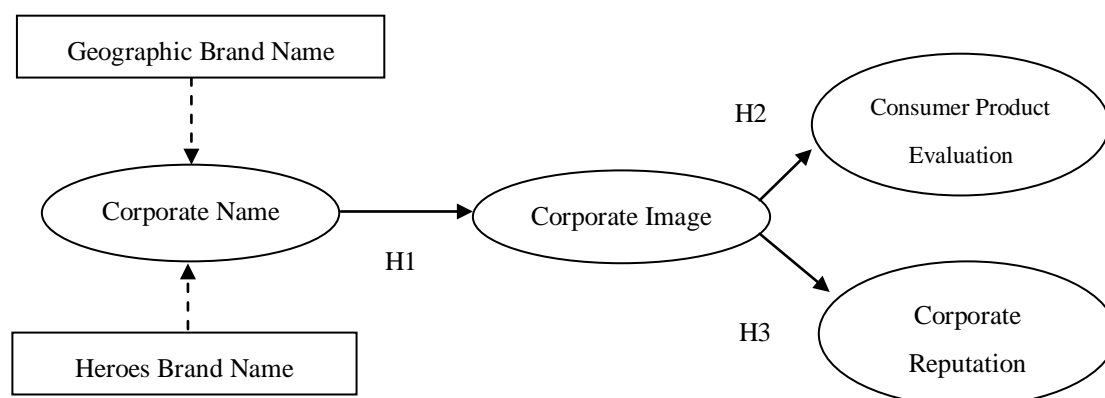 Geographic Brand Name
H2
Consumer Product
Evaluation
Corporate Name
Corporate Image
H1
H3
Corporate
Reputation
Heroes Brand Name